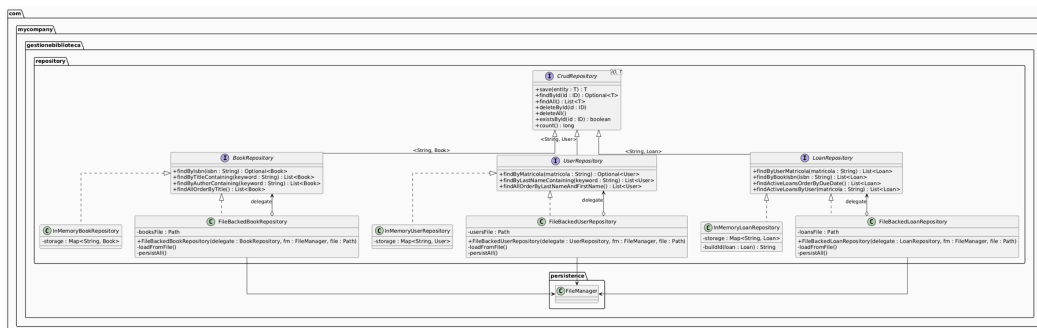 com
mycompany
gestionebiblioteca
repository
ID, T
I CrudRepository
+save(entity : T) : T
+findById(id : ID) : Optional<T>
+findAll() : List<T>
+deleteById(id : ID)
+deleteAll()
+existsById(id : ID) : boolean
+count() : long
<String, Book>
<String, User>
<String, Loan>
I BookRepository
+findByIsbn(isbn : String) : Optional<Book>
+findByTitleContaining(keyword : String) : List<Book>
+findByAuthorContaining(keyword : String) : List<Book>
+findAllOrderByTitle() : List<Book>
I UserRepository
+findByMatricola(matricola : String) : Optional<User>
+findByLastNameContaining(keyword : String) : List<User>
+findAllOrderByLastNameAndFirstName() : List<User>
I LoanRepository
+findByUserMatricola(matricola : String) : List<Loan>
+findByBookIsbn(isbn : String) : List<Loan>
+findActiveLoansOrderByDueDate() : List<Loan>
+findActiveLoansByUser(matricola : String) : List<Loan>
delegate
delegate
delegate
C InMemoryBookRepository
-storage : Map<String, Book>
C FileBackedBookRepository
-booksFile : Path
+FileBackedBookRepository(delegate : BookRepository, fm : FileManager, file : Path)
-loadFromFile()
-persistAll()
C InMemoryUserRepository
-storage : Map<String, User>
C FileBackedUserRepository
-usersFile : Path
+FileBackedUserRepository(delegate : UserRepository, fm : FileManager, file : Path)
-loadFromFile()
-persistAll()
C InMemoryLoanRepository
-storage : Map<String, Loan>
-buildId(loan : Loan) : String
C FileBackedLoanRepository
-loansFile : Path
+FileBackedLoanRepository(delegate : LoanRepository, fm : FileManager, file : Path)
-loadFromFile()
-persistAll()
persistence
C FileManager